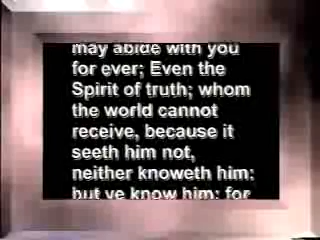 may abide with you
for ever; Even the
Spirit of truth; whom
the world cannot
receive, because it
seeth him not,
neither knoweth him:
but ye know him; for